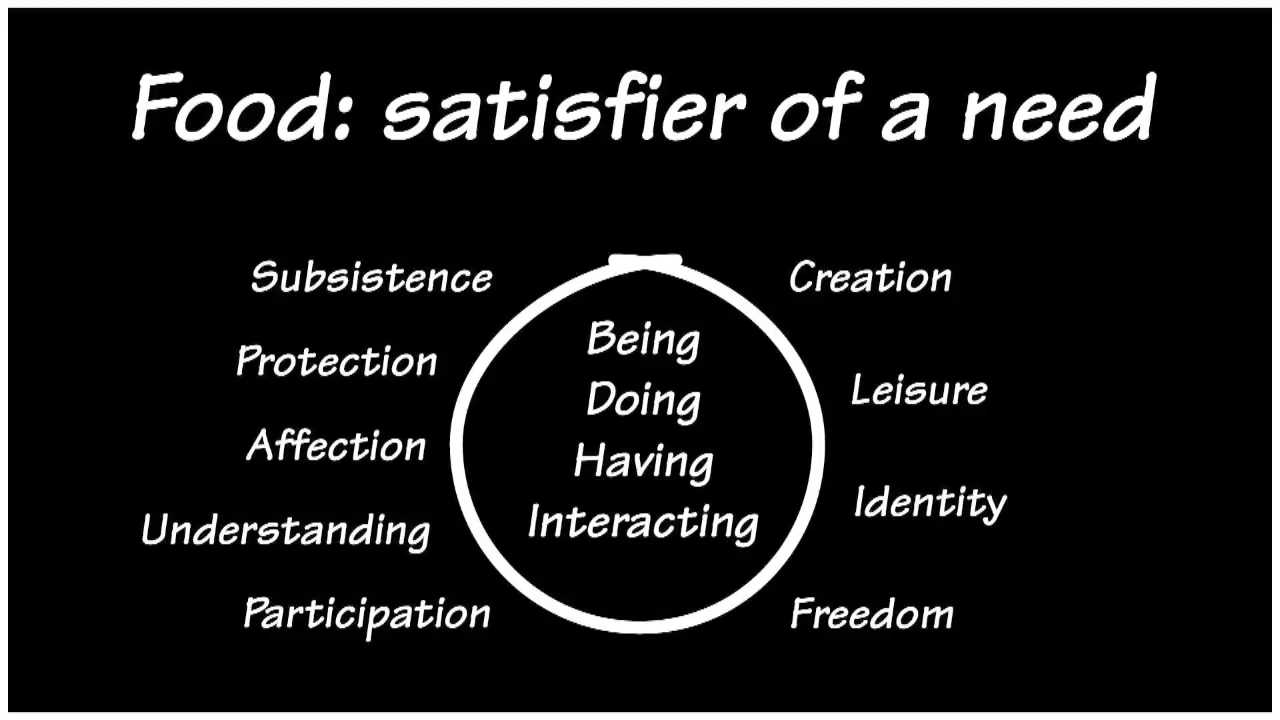 Food: satisfier of a need
Subsistence
Protection
Affection
Understanding
Participation
Being
Doing
Having
Interacting
Creation
Leisure
Identity
Freedom